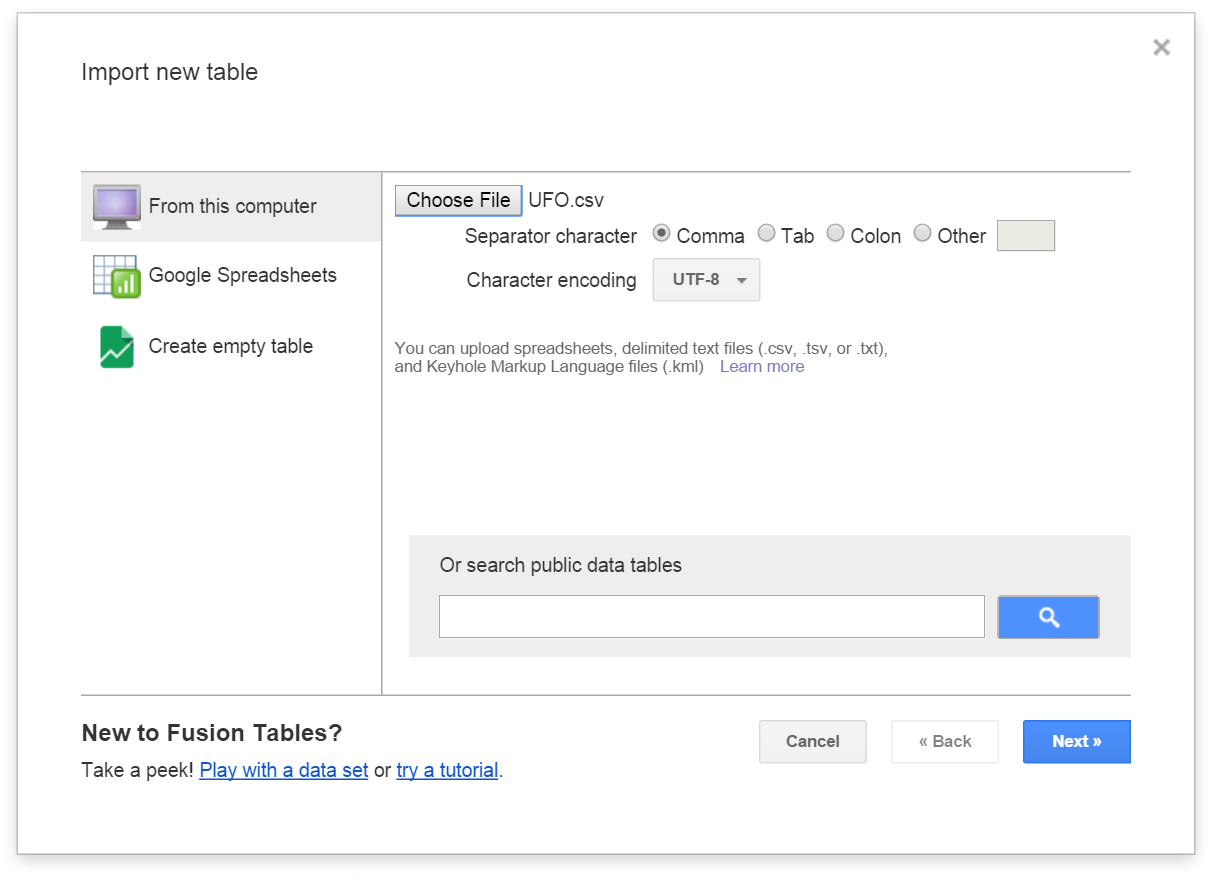 Import new table
From this computer
Google Spreadsheets
Create empty table
Choose File UFO.csv
Separator character Comma Tab Colon Other
Character encoding UTF-8
You can upload spreadsheets, delimited text files (.csv, .tsv, or .txt),
and Keyhole Markup Language files (.kml) Learn more
Or search public data tables
New to Fusion Tables?
Take a peek! Play with a data set or try a tutorial.
Cancel « Back Next »